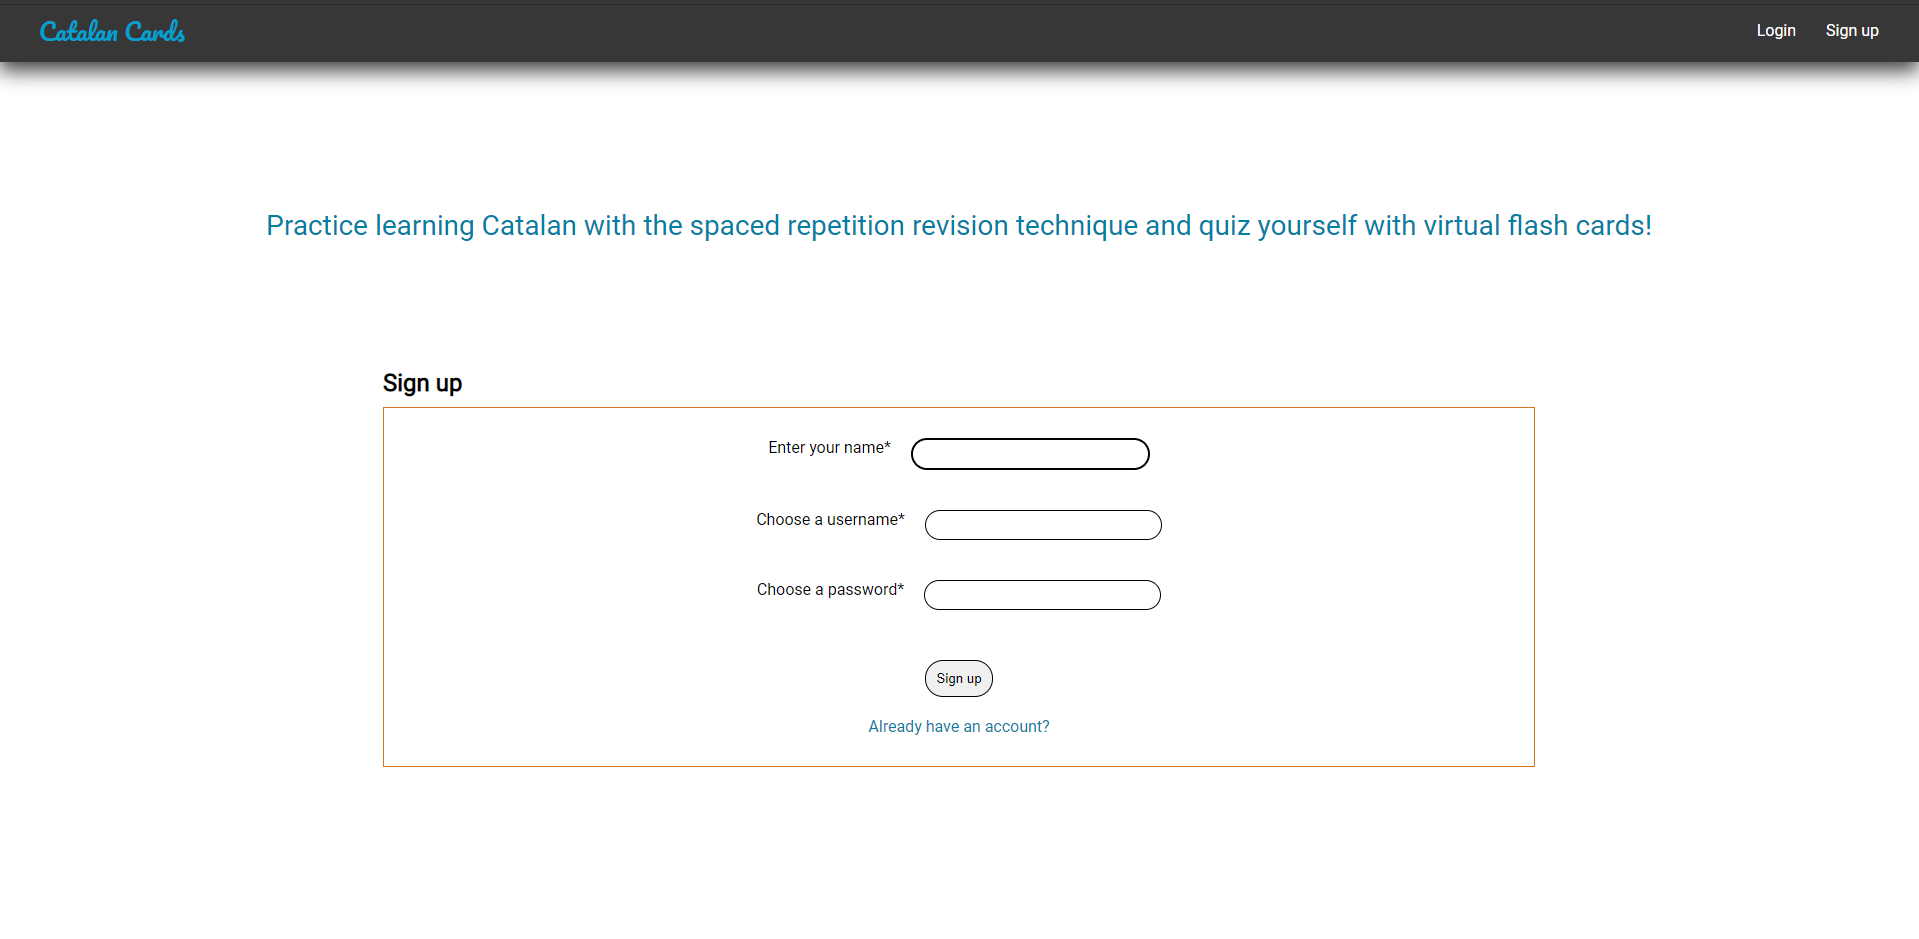 Catalan Cards
Login
Sign up
Practice learning Catalan with the spaced repetition revision technique and quiz yourself with virtual flash cards!
Sign up
Enter your name*
Choose a username*
Choose a password*
Sign up
Already have an account?